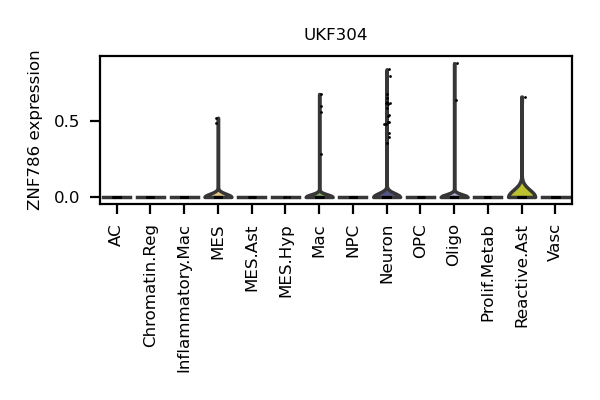 UKF304
ZNF786 expression
0.5
0.0
AC
Chromatin.Reg
Inflammatory.Mac
MES
MES.Ast
MES.Hyp
Mac
NPC
Neuron
OPC
Oligo
Prolif.Metab
Reactive.Ast
Vasc